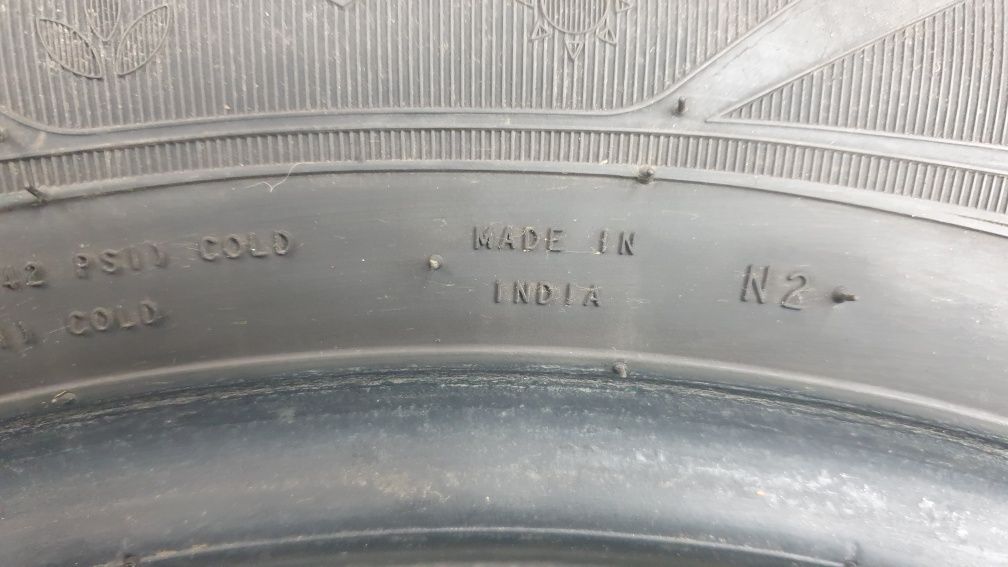 42 PSI) COLD
COLD
MADE IN
INDIA
N2